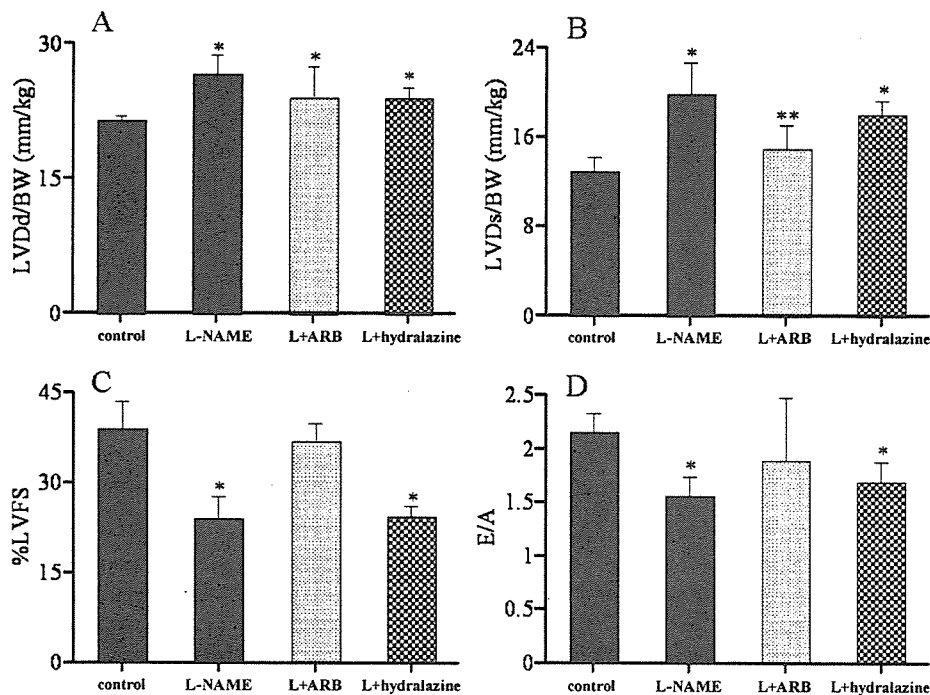 A
LVDd/BW (mm/kg)
30
15
0
* * *
control L-NAME L+ARB L+hydralazine
B
LVDs/BW (mm/kg)
24
16
8
0
* ** *
control L-NAME L+ARB L+hydralazine
C
%LVFS
45
30
15
0
* *
control L-NAME L+ARB L+hydralazine
D
E/A
2.5
2
1.5
1
0.5
0
* *
control L-NAME L+ARB L+hydralazine